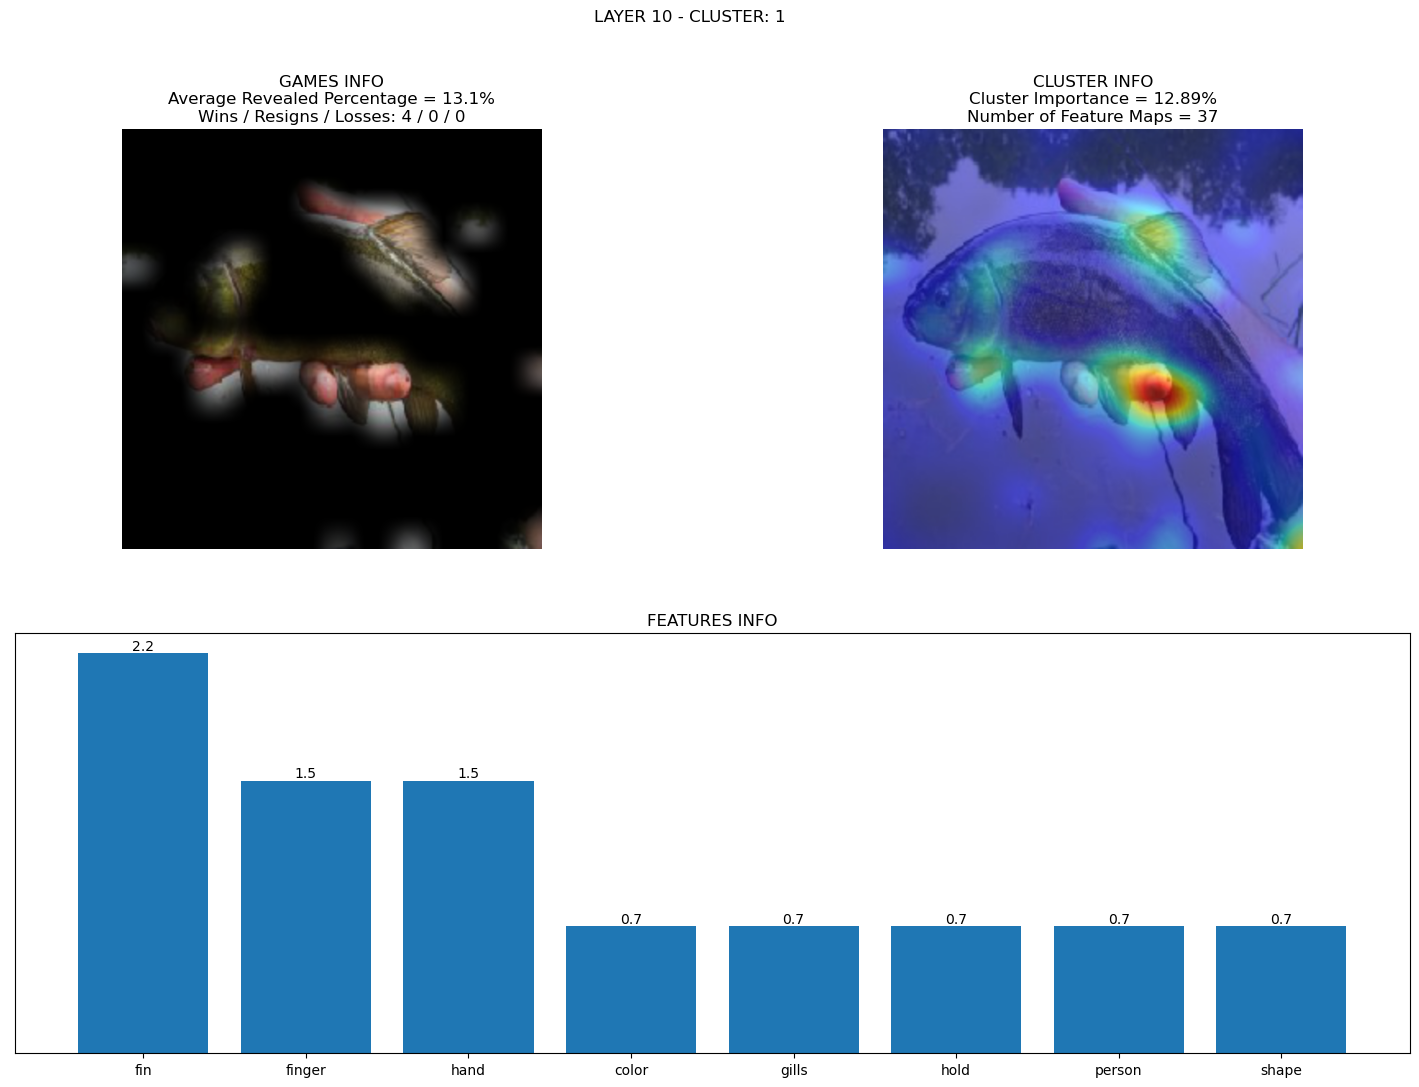 LAYER 10 - CLUSTER: 1
GAMES INFO
Average Revealed Percentage = 13.1%
Wins / Resigns / Losses: 4 / 0 / 0
CLUSTER INFO
Cluster Importance = 12.89%
Number of Feature Maps = 37
FEATURES INFO
2.2
1.5
1.5
0.7
0.7
0.7
0.7
0.7
fin
finger
hand
color
gills
hold
person
shape